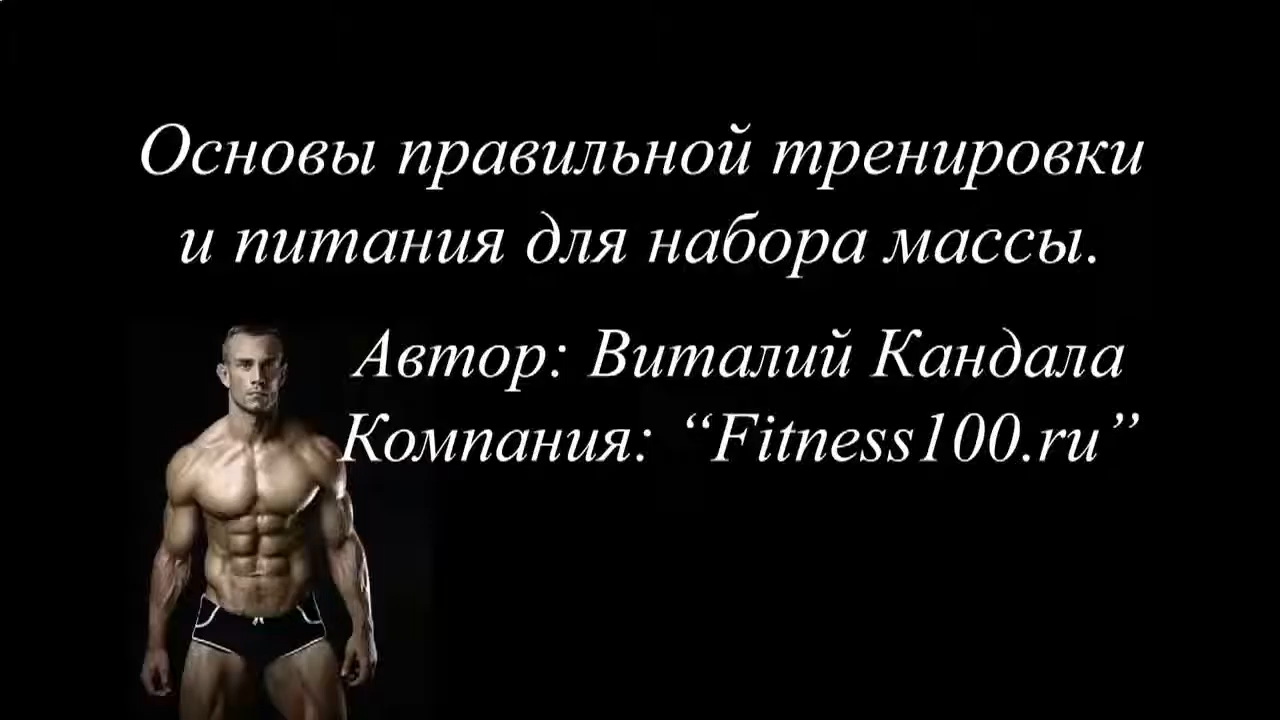 Основы правильной тренировки
и питания для набора массы.
Автор: Виталий Кандала
Компания: “Fitness100.ru”